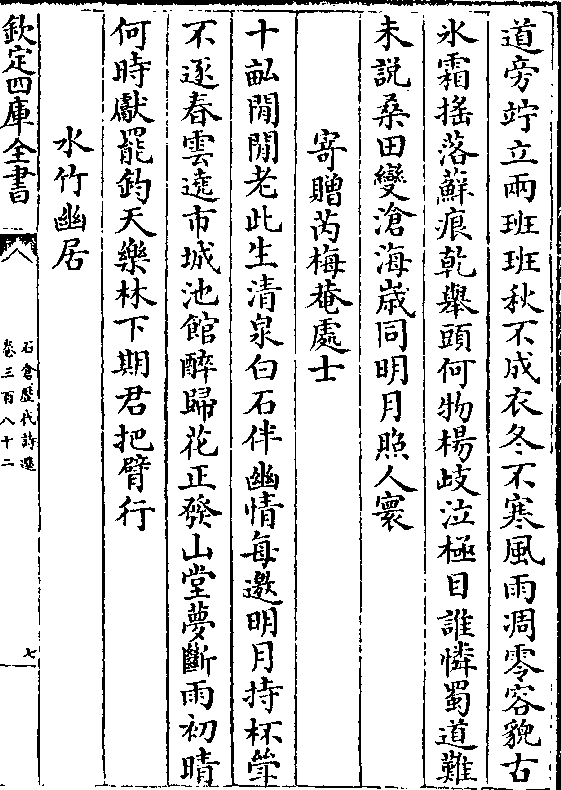 道旁竚立兩班班秋不成衣冬不寒風雨凋零容貌古
氷霜揺落蘇痕乾舉頭何物楊岐泣極目誰憐蜀道難
未説桑田變滄海嵗同明月照人寰
寄贈芮梅菴處士
十畝閒閒老此生清泉白石伴幽情每邀明月持杯䇔
不逐春雲遶市城池館醉歸花正發山堂夢斷雨初晴
何時獻罷釣天樂林下期君把臂行
水竹幽居
欽定四庫全書
石倉歴代詩選
卷三百八十二
七